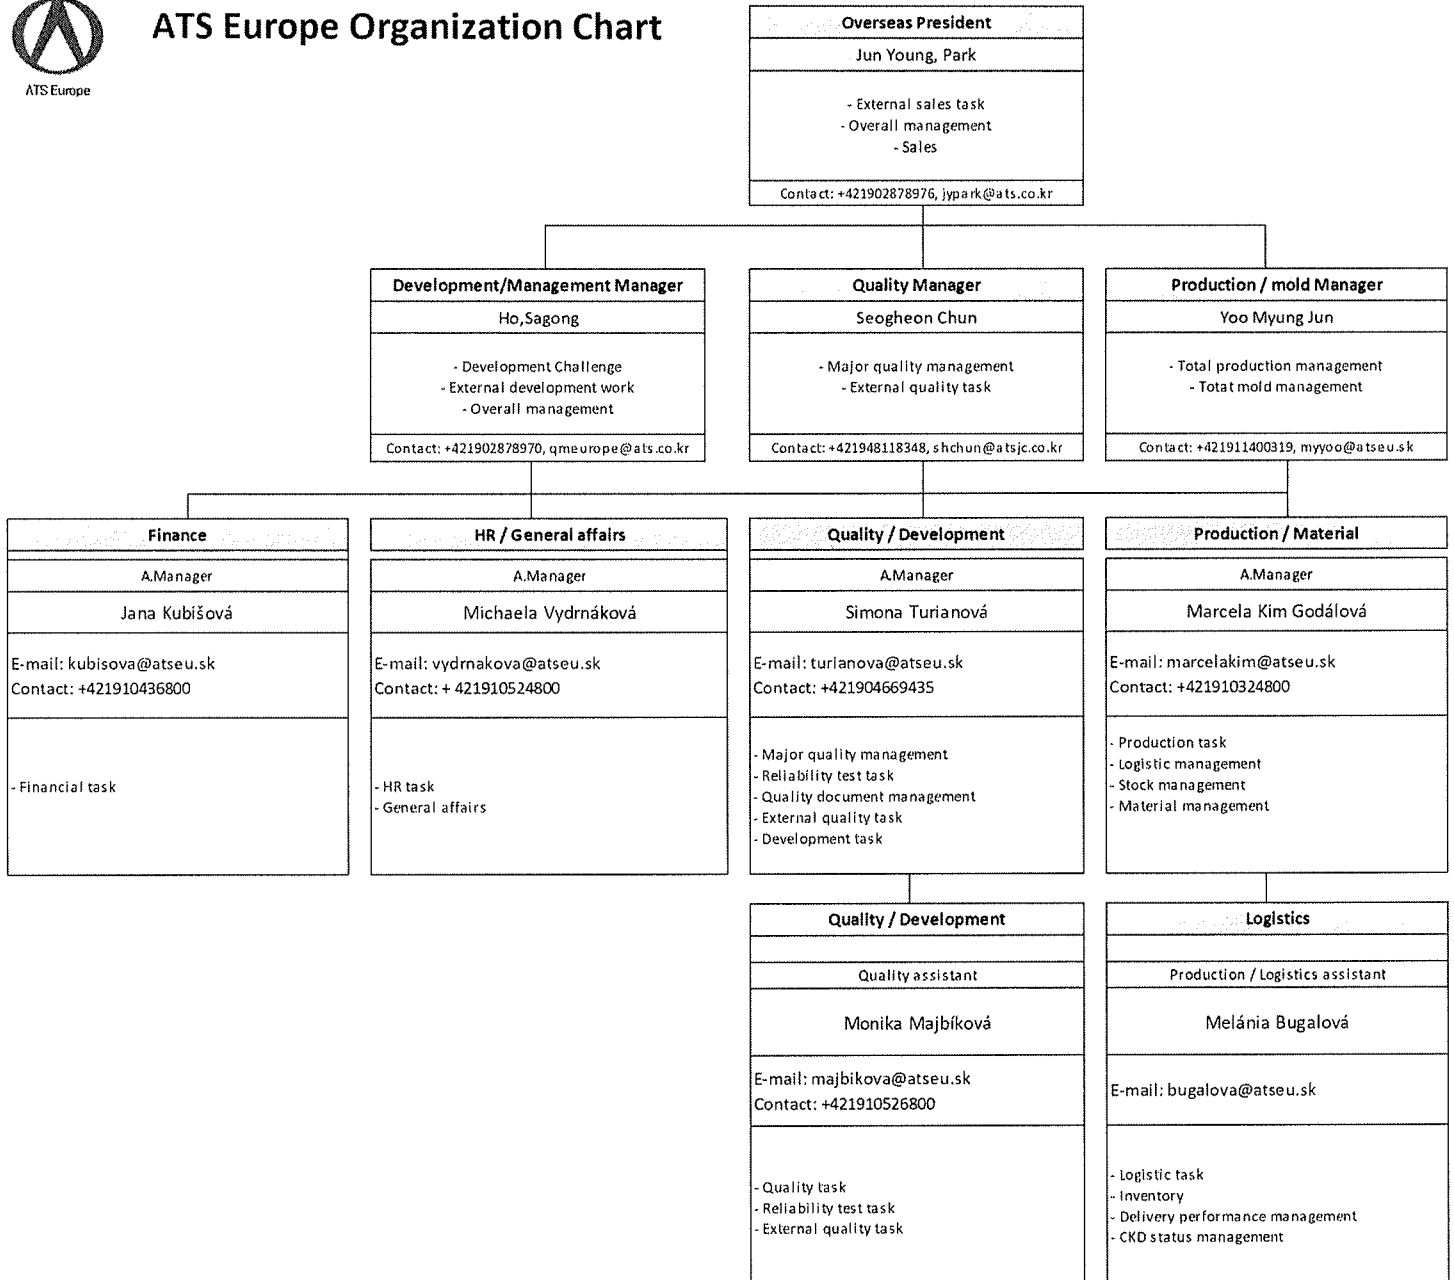 ATS Europe Organization Chart
ATS Europe
Overseas President
Jun Young, Park
- External sales task
- Overall management
- Sales
Contact: +421902878976, jypark@ats.co.kr
Development/Management Manager
Ho,Sagong
- Development Challenge
- External development work
- Overall management
Contact: +421902878970, qmeurope@ats.co.kr
Quality Manager
Seogheon Chun
- Major quality management
- External quality task
Contact: +421948118348, shchun@atsjc.co.kr
Production / mold Manager
Yoo Myung Jun
- Total production management
- Totat mold management
Contact: +421911400319, myyoo@atseu.sk
Finance
A.Manager
Jana Kubišová
E-mail: kubisova@atseu.sk
Contact: +421910436800
- Financial task
HR / General affairs
A.Manager
Michaela Vydrnáková
E-mail: vydrnakova@atseu.sk
Contact: + 421910524800
- HR task
- General affairs
Quality / Development
A.Manager
Simona Turianová
E-mail: turianova@atseu.sk
Contact: +421904669435
- Major quality management
- Reliability test task
- Quality document management
- External quality task
- Development task
Production / Material
A.Manager
Marcela Kim Godálová
E-mail: marcelakim@atseu.sk
Contact: +421910324800
- Production task
- Logistic management
- Stock management
- Material management
Quality / Development
Quality assistant
Monika Majbíková
E-mail: majbikova@atseu.sk
Contact: +421910526800
- Quality task
- Reliability test task
- External quality task
Logistics
Production / Logistics assistant
Melánia Bugalová
E-mail: bugalova@atseu.sk
- Logistic task
- Inventory
- Delivery performance management
- CKD status management